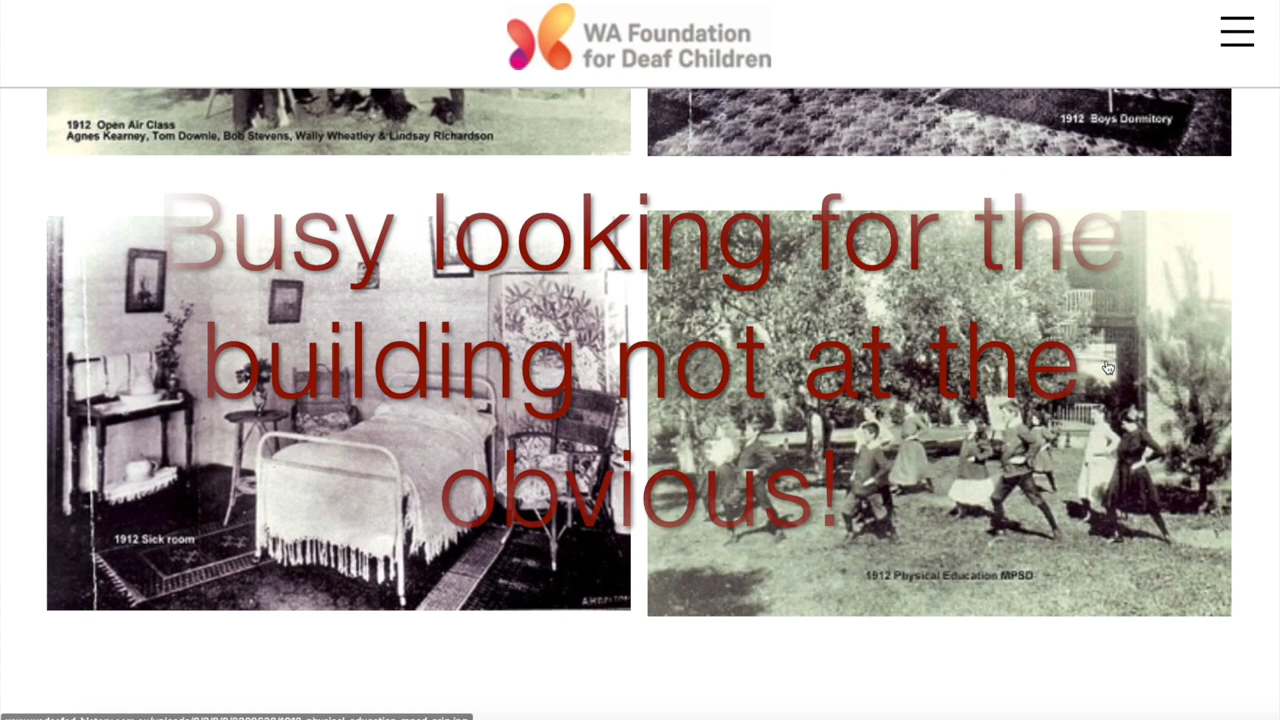 WA Foundation
for Deaf Children
1912 Open Air Class
Agnes Kearney, Tom Downie, Bob Stevens, Wally Wheatley & Lindsay Richardson
1912 Boys Dormitory
Busy looking for the
building not at the
obvious!
1912 Sick room
1912 Physical Education MPSD